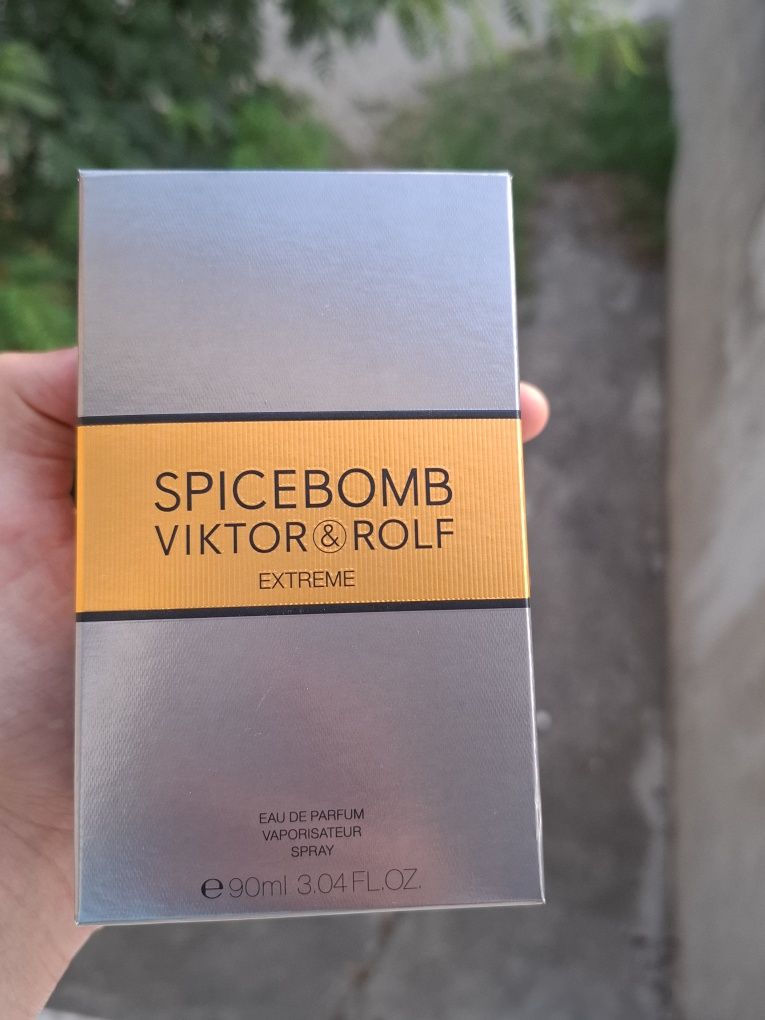 SPICEBOMB
VIKTOR & ROLF
EXTREME
EAU DE PARFUM
VAPORISATEUR
SPRAY
℮ 90ml 3.04 FL.OZ.